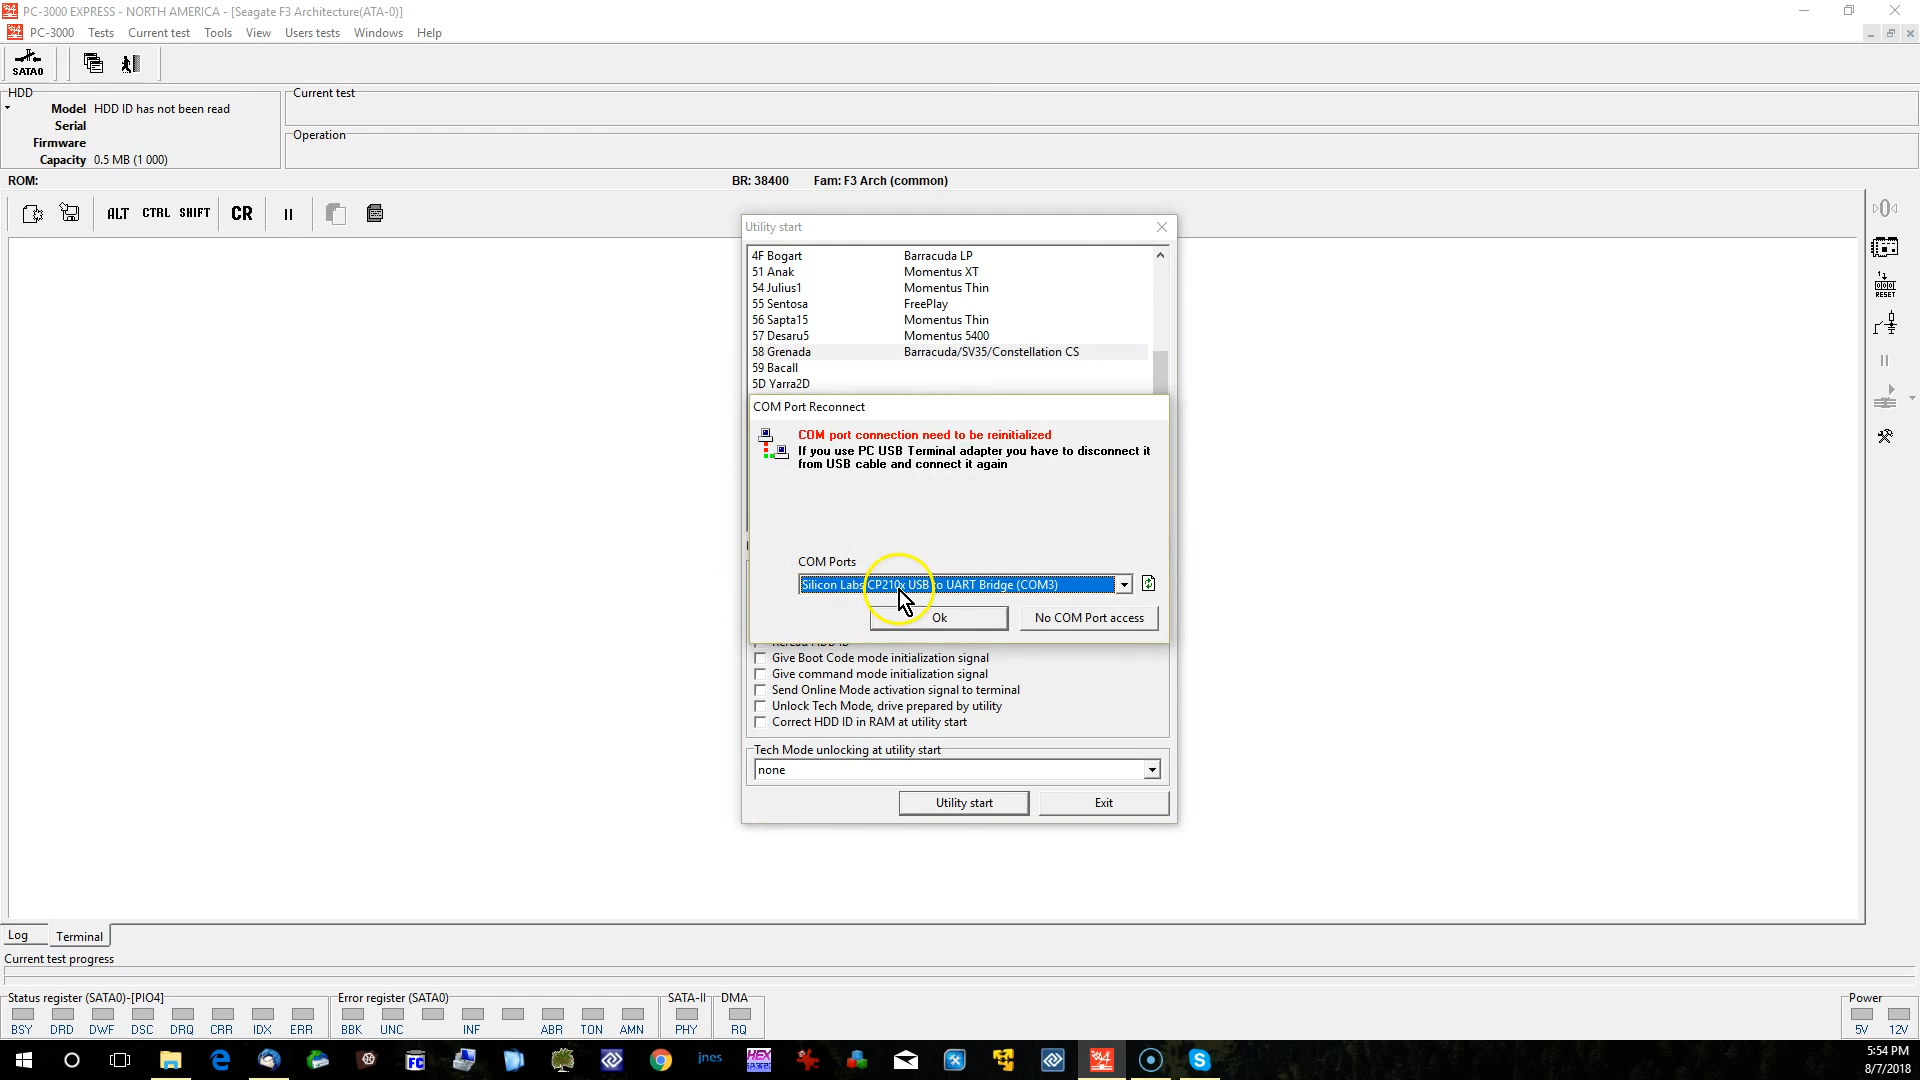 PC-3000 EXPRESS - NORTH AMERICA - [Seagate F3 Architecture(ATA-0)]
PC-3000 Tests Current test Tools View Users tests Windows Help
SATA0
HDD
Model HDD ID has not been read
Serial
Firmware
Capacity 0.5 MB (1 000)
Current test
Operation
ROM: BR: 38400 Fam: F3 Arch (common)
ALT CTRL SHIFT CR
RESET
Utility start
4F Bogart Barracuda LP
51 Anak Momentus XT
54 Julius1 Momentus Thin
55 Sentosa FreePlay
56 Sapta15 Momentus Thin
57 Desaru5 Momentus 5400
58 Grenada Barracuda/SV35/Constellation CS
59 Bacall
5D Yarra2D
COM Port Reconnect
COM port connection need to be reinitialized
If you use PC USB Terminal adapter you have to disconnect it
from USB cable and connect it again
COM Ports
Silicon Labs CP210x USB to UART Bridge (COM3)
Ok No COM Port access
Give Boot Code mode initialization signal
Give command mode initialization signal
Send Online Mode activation signal to terminal
Unlock Tech Mode, drive prepared by utility
Correct HDD ID in RAM at utility start
Tech Mode unlocking at utility start
none
Utility start Exit
Log Terminal
Current test progress
Status register (SATA0)-[PIO4] Error register (SATA0) SATA-II DMA Power
BSY DRD DWF DSC DRQ CRR IDX ERR BBK UNC INF ABR TON AMN PHY RQ 5V 12V
FC jnes HEX
5:54 PM
8/7/2018